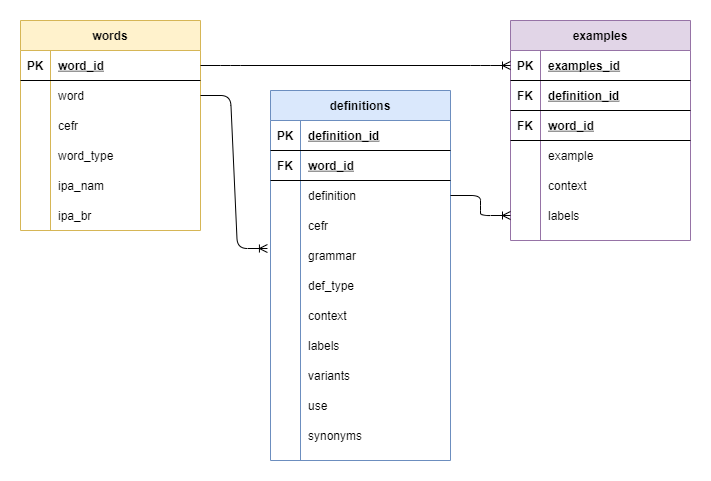 words
PK word_id
word
cefr
word_type
ipa_nam
ipa_br
definitions
PK definition_id
FK word_id
definition
cefr
grammar
def_type
context
labels
variants
use
synonyms
examples
PK examples_id
FK definition_id
FK word_id
example
context
labels